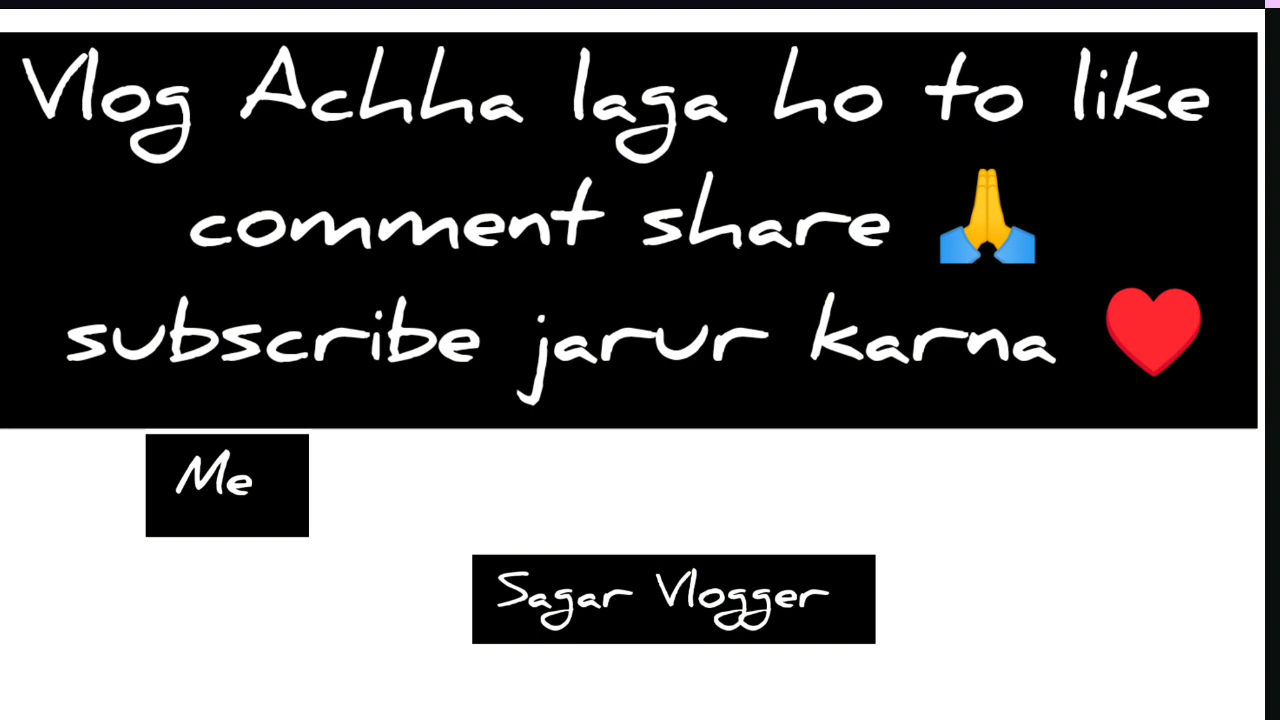 Vlog Achha laga ho to like
comment share 🙏
subscribe jarur karna ♥️
Me
Sagar Vlogger